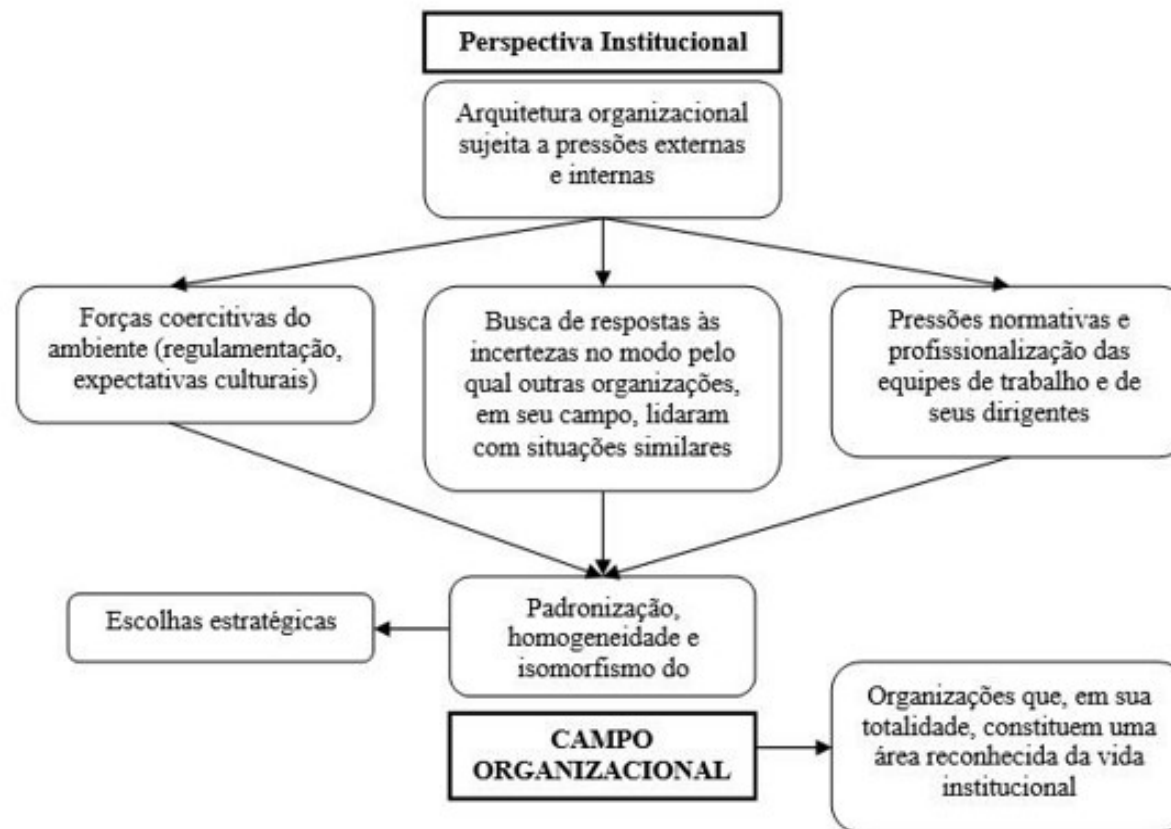 Perspectiva Institucional
Arquitetura organizacional
sujeita a pressões externas
e internas
Forças coercitivas do
ambiente (regulamentação,
expectativas culturais)
Busca de respostas às
incertezas no modo pelo
qual outras organizações,
em seu campo, lidaram
com situações similares
Pressões normativas e
profissionalização das
equipes de trabalho e de
seus dirigentes
Escolhas estratégicas
Padronização,
homogeneidade e
isomorfismo do
CAMPO
ORGANIZACIONAL
Organizações que, em sua
totalidade, constituem uma
área reconhecida da vida
institucional